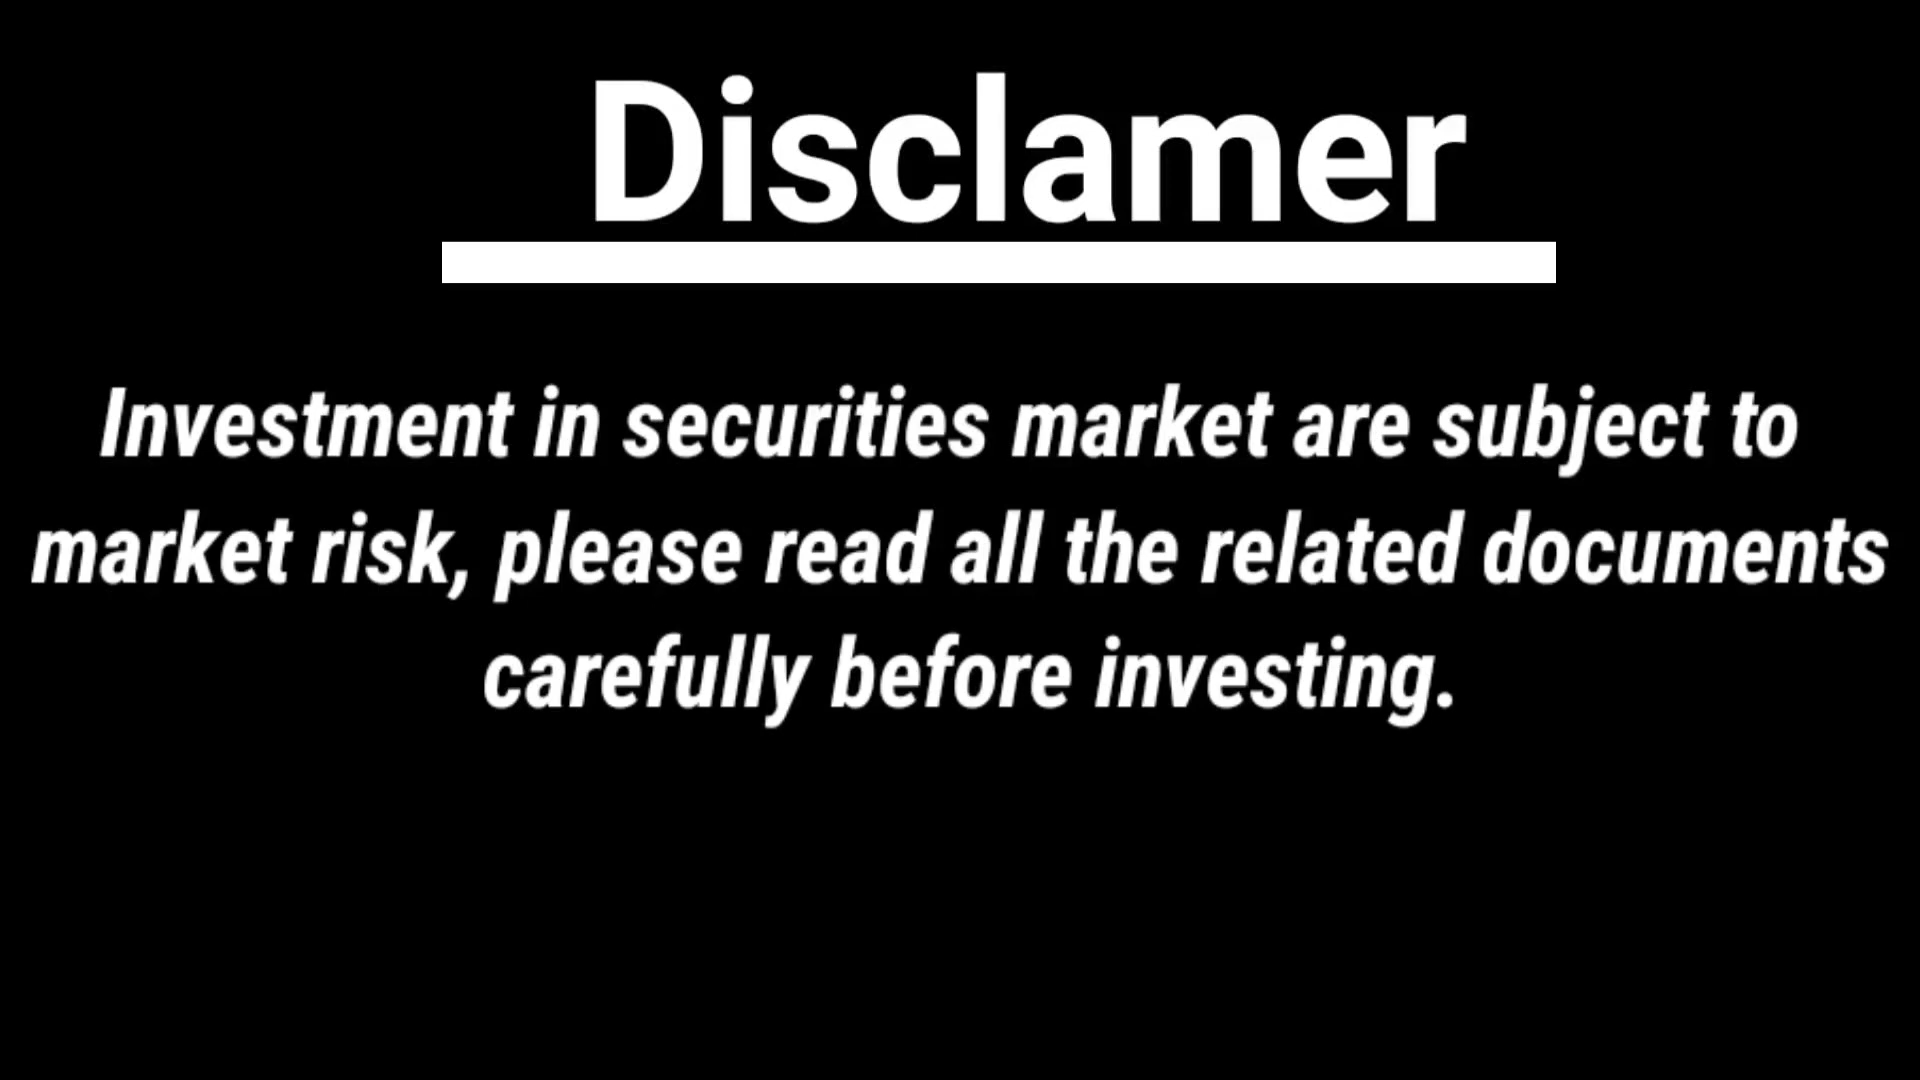 Disclamer
Investment in securities market are subject to
market risk, please read all the related documents
carefully before investing.